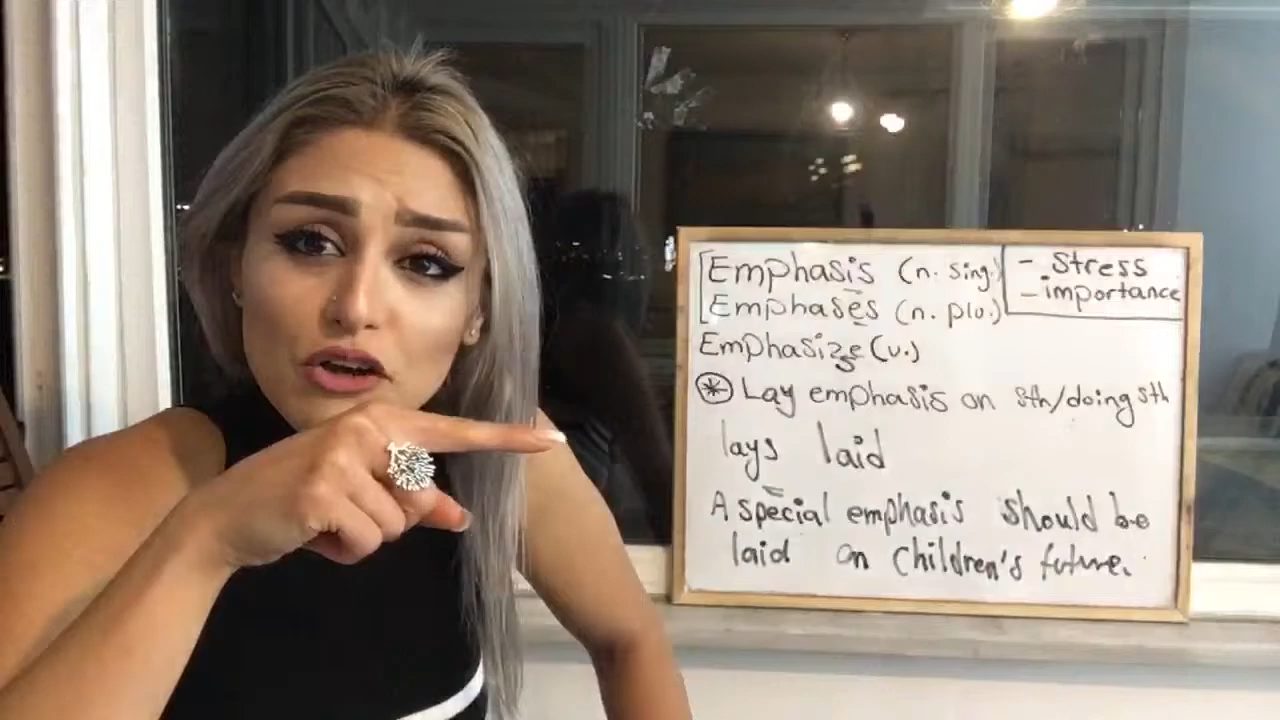 [Emphasis (n. sing.)
- Stress
- importance
[Emphases (n. plu.)
Emphasize (v.)
* Lay emphasis on sth/doing sth
lays laid
A special emphasis should be
laid on children's future.